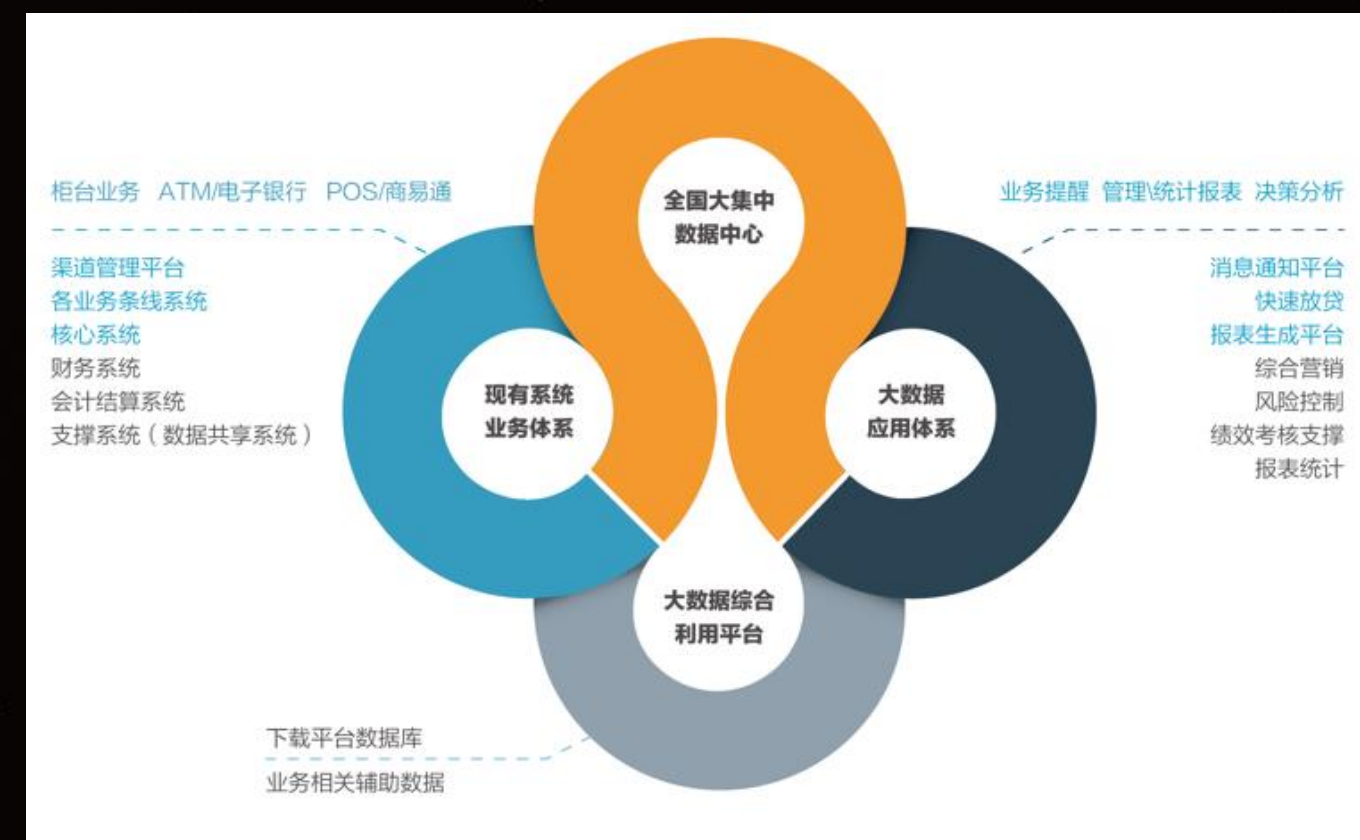 全国大集中
数据中心
柜台业务 ATM/电子银行 POS/商易通
渠道管理平台
各业务条线系统
核心系统
财务系统
会计结算系统
支撑系统（数据共享系统）
现有系统
业务体系
业务提醒 管理\统计报表 决策分析
消息通知平台
快速放贷
报表生成平台
综合营销
风险控制
绩效考核支撑
报表统计
大数据
应用体系
大数据综合
利用平台
下载平台数据库
业务相关辅助数据